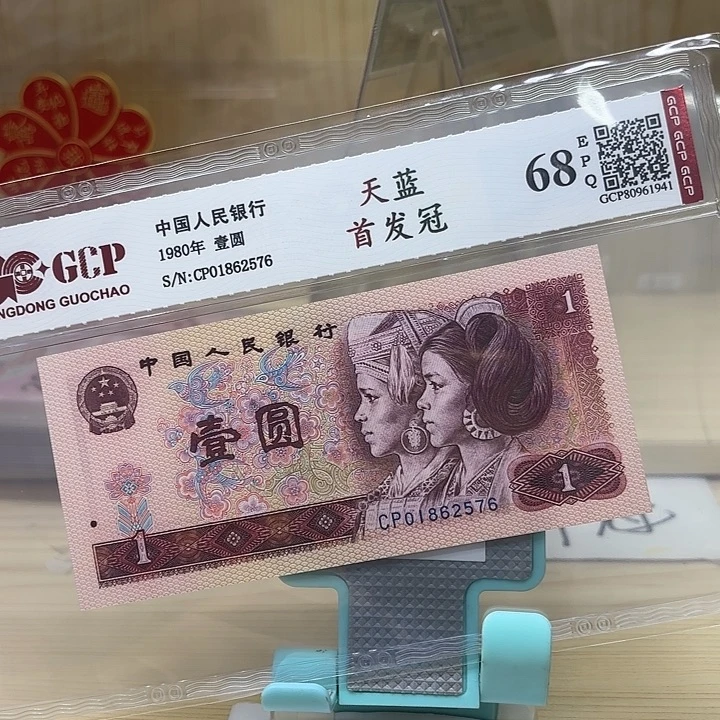 GCP
NGDONG GUOCHAO
中国人民银行
1980年 壹圆
S/N:CP01862576
天蓝
首发冠
68
EPQ
GCP80961941
GCP GCP GCP
中国人民银行
壹圆
1
1
1
CP01862576